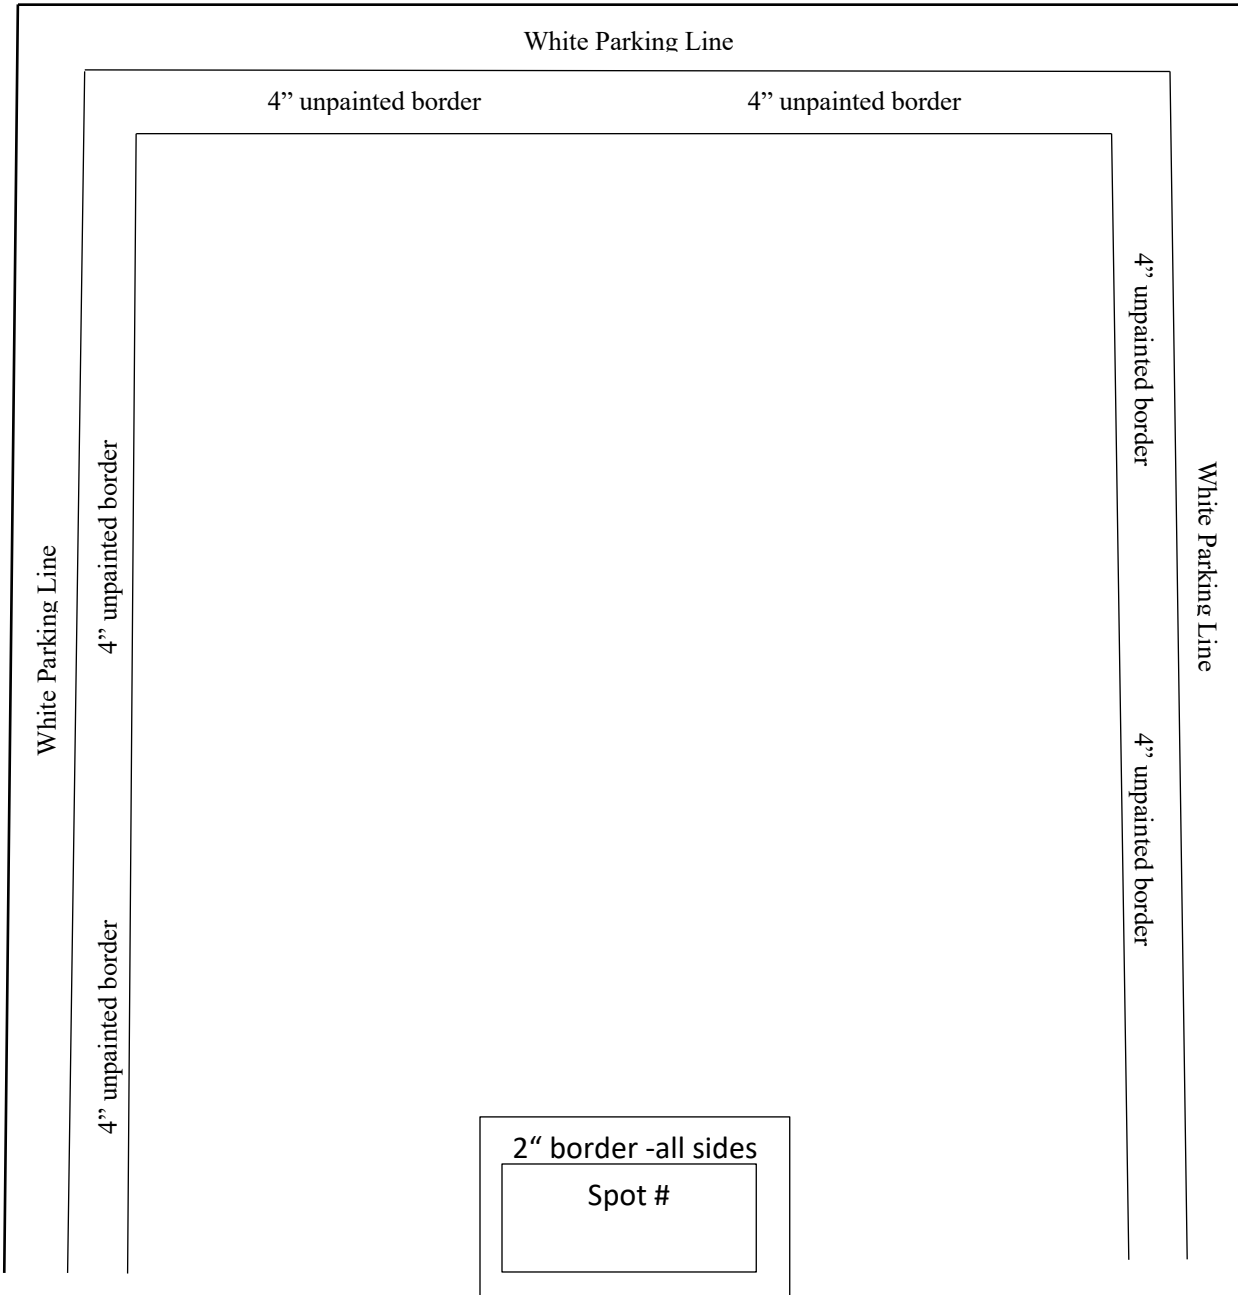 White Parking Line
4” unpainted border
4” unpainted border
4” unpainted border
White Parking Line
4” unpainted border
White Parking Line
4” unpainted border
4” unpainted border
2“ border -all sides
Spot #